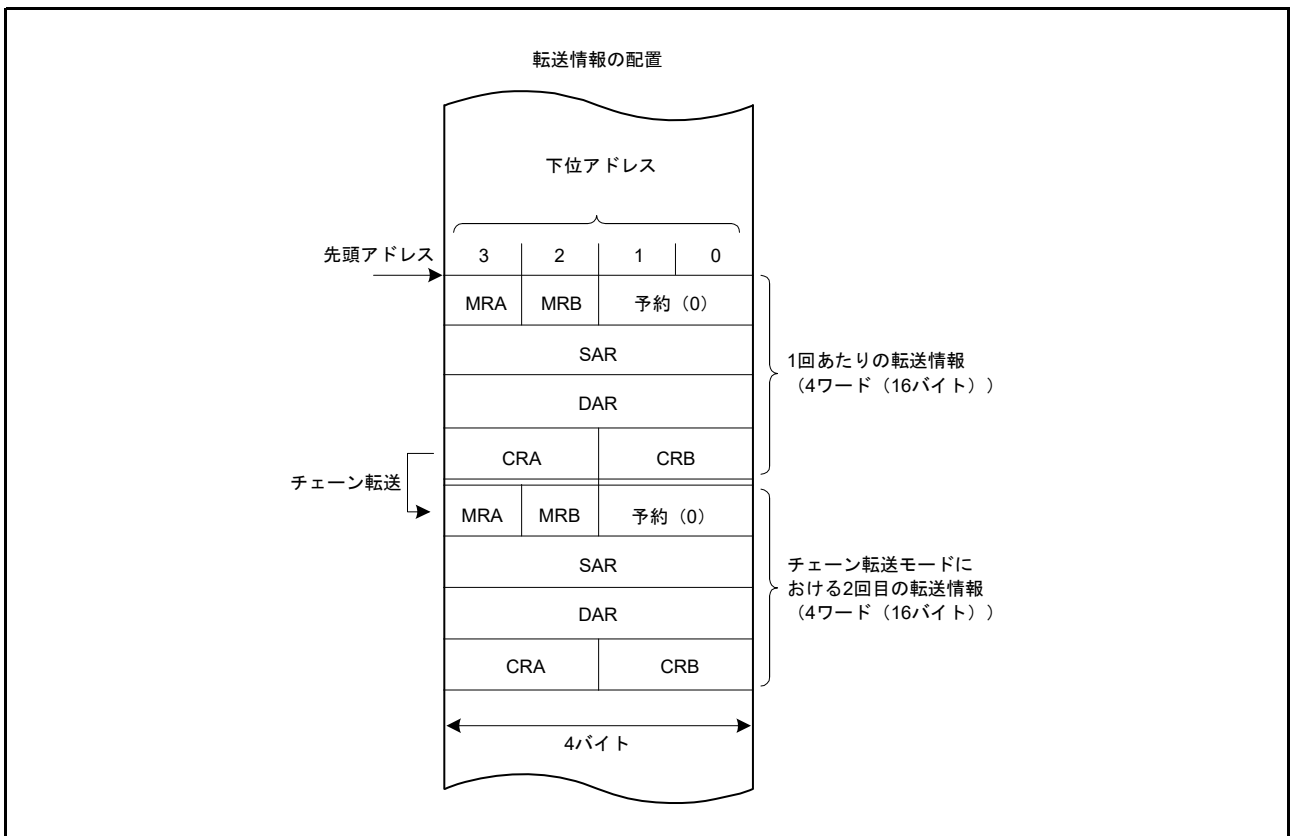 転送情報の配置
下位アドレス
先頭アドレス
3 2 1 0
MRA MRB 予約(0)
SAR
DAR
CRA CRB
1回あたりの転送情報
(4ワード(16バイト))
チェーン転送
MRA MRB 予約(0)
SAR
DAR
CRA CRB
チェーン転送モードに
おける2回目の転送情報
(4ワード(16バイト))
4バイト